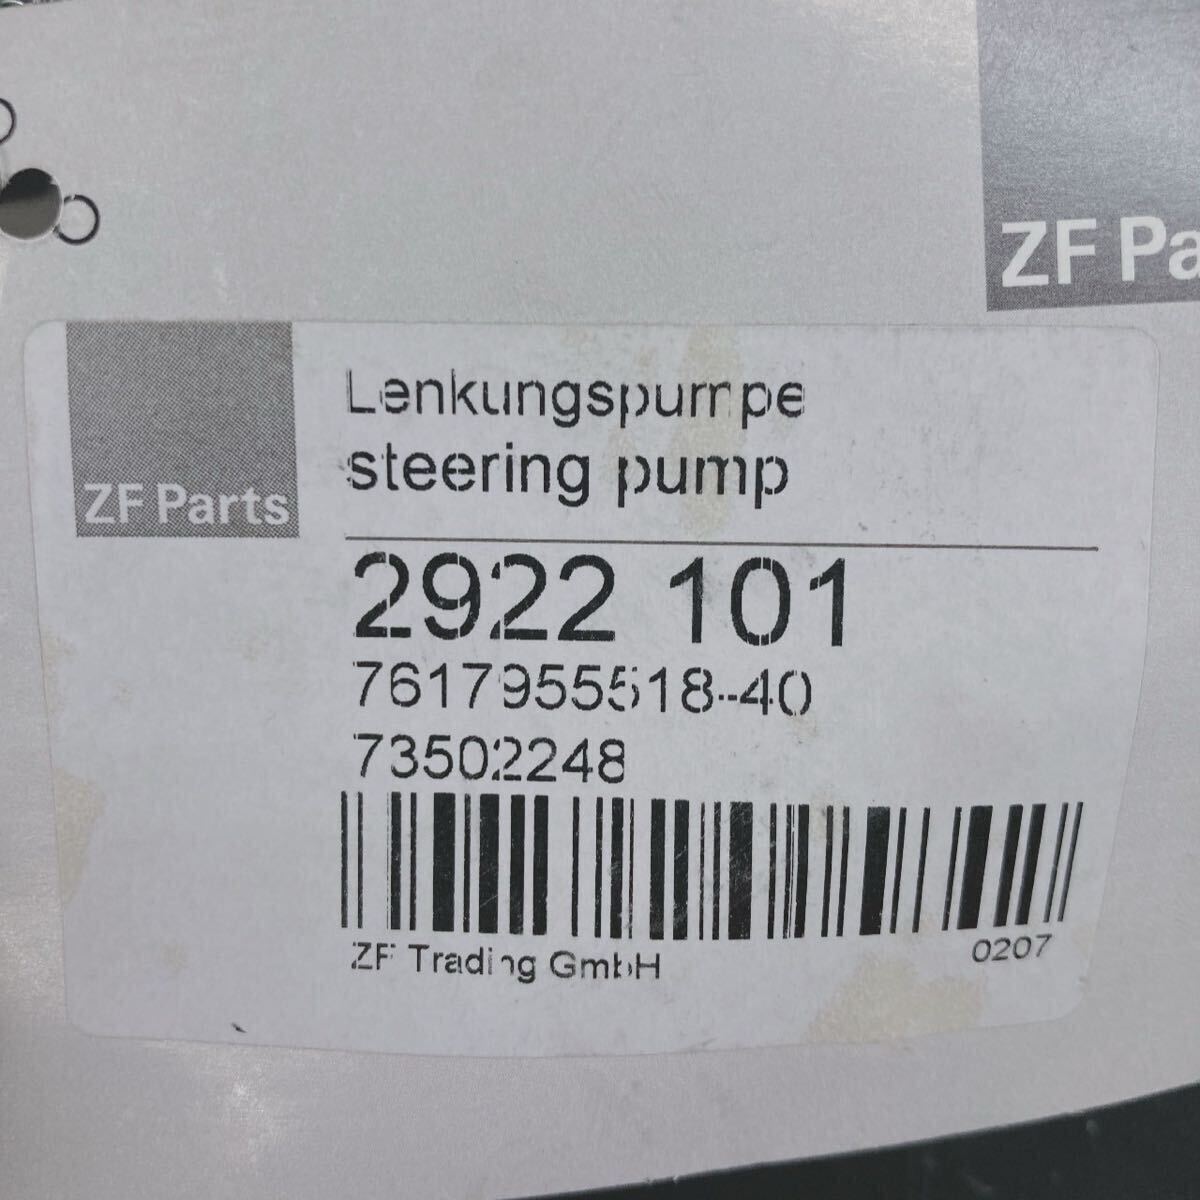 ZF Pa
ZF Parts
Lenkungspumpe
steering pump
2922 101
7617955518-40
73502248
ZF Trading GmbH
0207